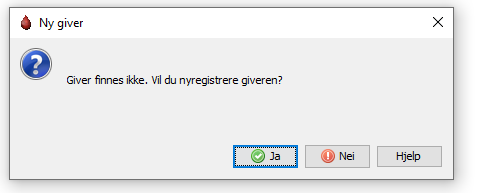 Ny giver
Giver finnes ikke. Vil du nyregistrere giveren?
Ja
Nei
Hjelp